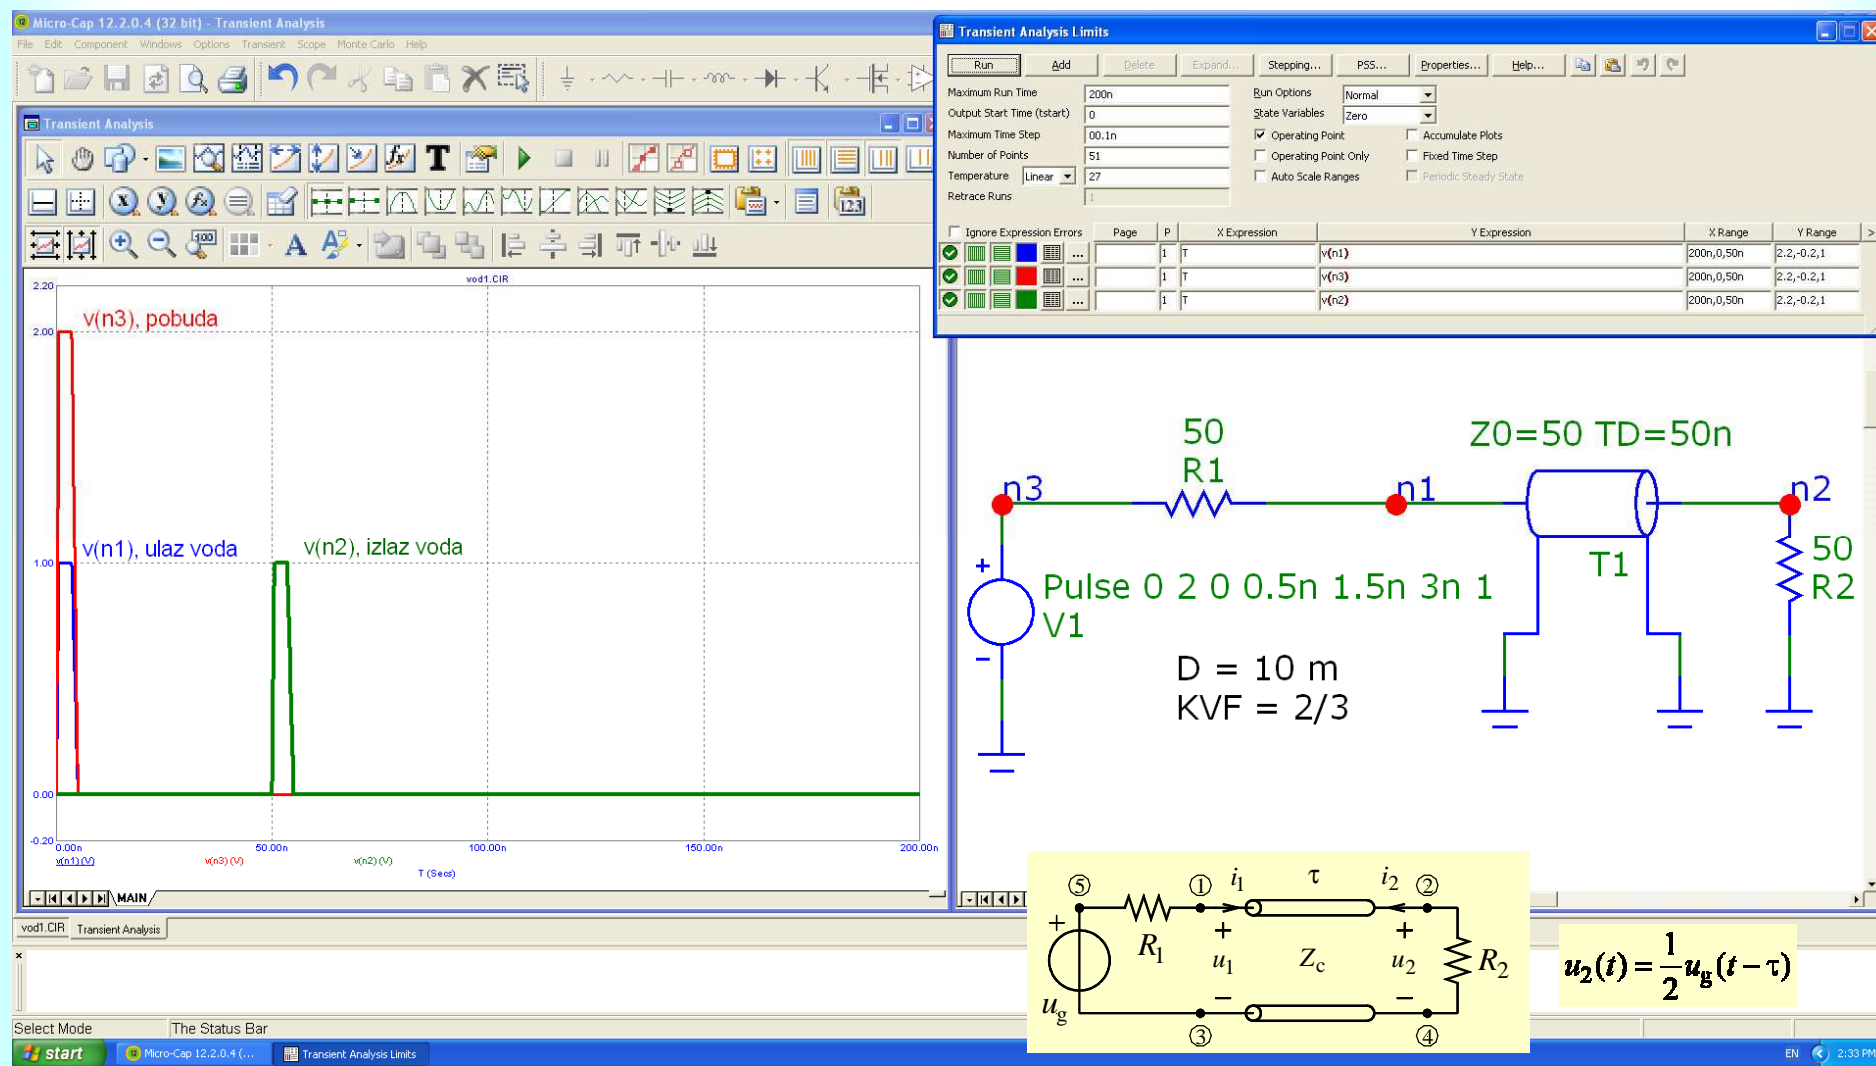 Micro-Cap 12.2.0.4 (32 bit) - Transient Analysis
File Edit Component Windows Options Transient Scope Monte Carlo Help
Transient Analysis
T
123
100
A
vod1.CIR
2.20
v(n3), pobuda
2.00
v(n1), ulaz voda
v(n2), izlaz voda
1.00
0.00
-0.20
0.00n 50.00n 100.00n 150.00n 200.00n
v(n1) (V) v(n3) (V) v(n2) (V)
T (Secs)
MAIN
vod1.CIR Transient Analysis
Transient Analysis Limits
Run Add Delete Expand... Stepping... PSS... Properties... Help...
Maximum Run Time 200n Run Options Normal
Output Start Time (tstart) 0 State Variables Zero
Maximum Time Step 00.1n Operating Point Accumulate Plots
Number of Points 51 Operating Point Only Fixed Time Step
Temperature Linear 27 Auto Scale Ranges Periodic Steady State
Retrace Runs 1
Ignore Expression Errors Page P X Expression Y Expression X Range Y Range >
... 1 T v(n1) 200n,0,50n 2.2,-0.2,1
... 1 T v(n3) 200n,0,50n 2.2,-0.2,1
... 1 T v(n2) 200n,0,50n 2.2,-0.2,1
50
R1
Z0=50 TD=50n
n3
n1
n2
T1
50
R2
+
Pulse 0 2 0 0.5n 1.5n 3n 1
V1
−
D = 10 m
KVF = 2/3
⑤ ① i₁ τ i₂ ②
+ R₁ + u₁ − Z꜀ + u₂ − R₂
u_g
③ ④
u₂(t) = 1/2 u_g(t − τ)
Select Mode The Status Bar
start Micro-Cap 12.2.0.4 (... Transient Analysis Limits EN 2:33 PM